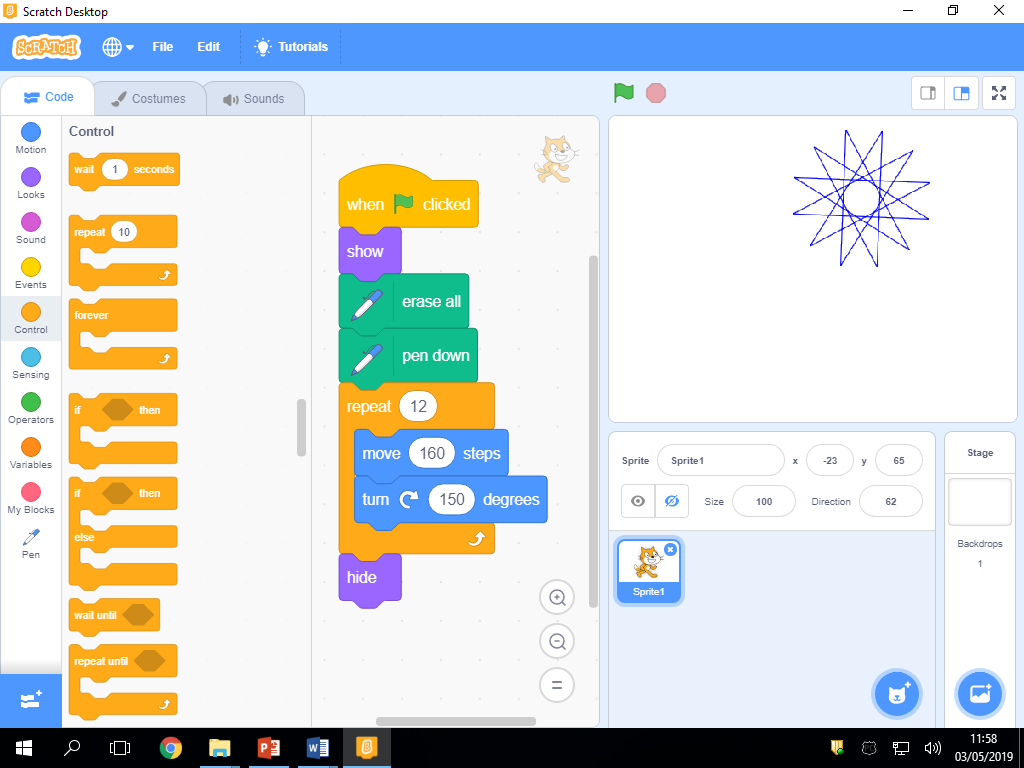 Scratch Desktop
SCRATCH
File
Edit
Tutorials
Code
Costumes
Sounds
Motion
Looks
Sound
Events
Control
Sensing
Operators
Variables
My Blocks
Pen
Control
wait 1 seconds
repeat 10
forever
if then
if then
else
wait until
repeat until
when clicked
show
erase all
pen down
repeat 12
move 160 steps
turn 150 degrees
hide
Sprite Sprite1 x -23 y 65
Size 100 Direction 62
Sprite1
Stage
Backdrops
1
11:58
03/05/2019